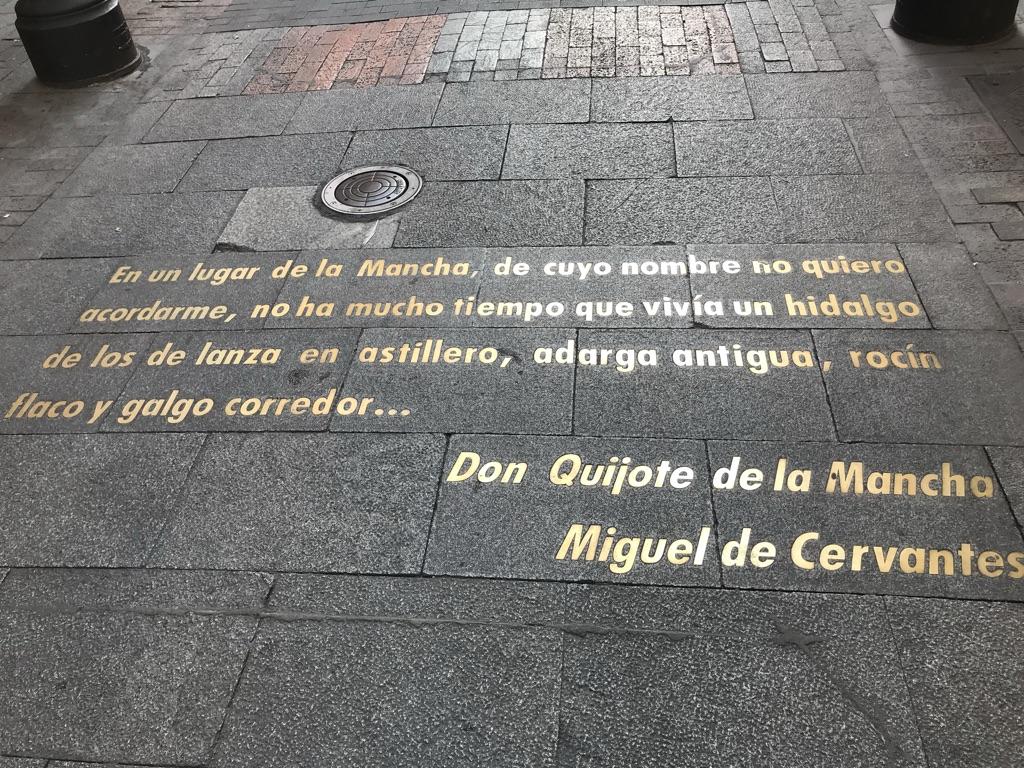 En un lugar de la Mancha, de cuyo nombre no quiero
acordarme, no ha mucho tiempo que vivía un hidalgo
de los de lanza en astillero, adarga antigua, rocín
flaco y galgo corredor...
Don Quijote de la Mancha
Miguel de Cervantes